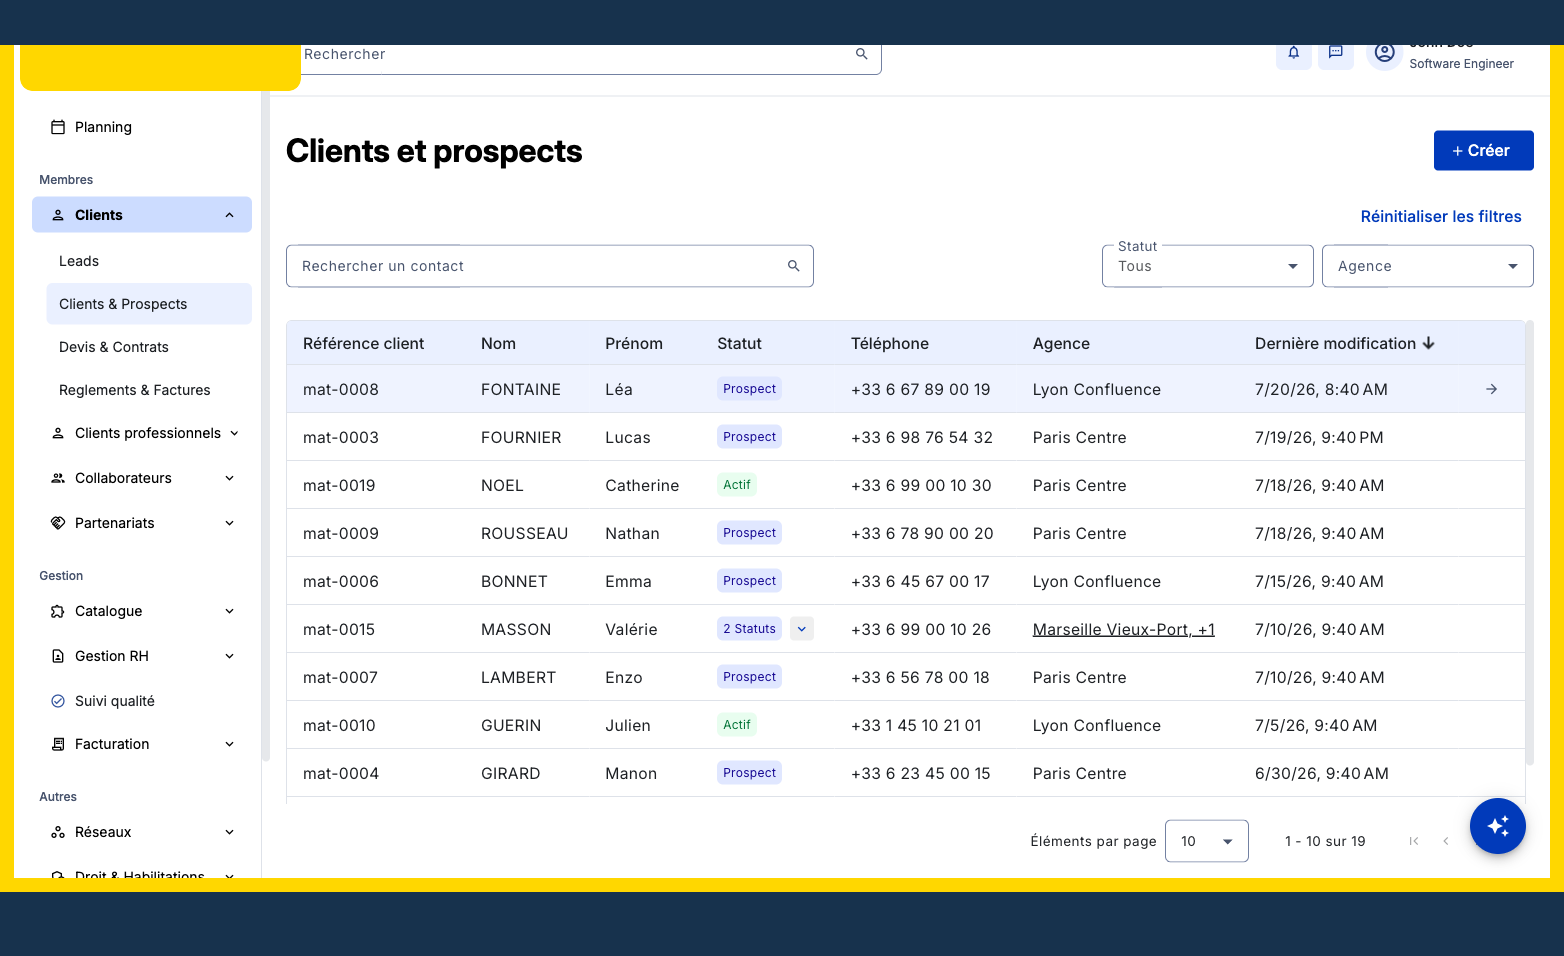 Rechercher
Software Engineer
Planning
Membres
Clients
Leads
Clients & Prospects
Devis & Contrats
Reglements & Factures
Clients professionnels
Collaborateurs
Partenariats
Gestion
Catalogue
Gestion RH
Suivi qualité
Facturation
Autres
Réseaux
Droit & Habilitations
Clients et prospects
+ Créer
Réinitialiser les filtres
Rechercher un contact
Statut
Tous
Agence
Référence client Nom Prénom Statut Téléphone Agence Dernière modification
mat-0008 FONTAINE Léa Prospect +33 6 67 89 00 19 Lyon Confluence 7/20/26, 8:40 AM
mat-0003 FOURNIER Lucas Prospect +33 6 98 76 54 32 Paris Centre 7/19/26, 9:40 PM
mat-0019 NOEL Catherine Actif +33 6 99 00 10 30 Paris Centre 7/18/26, 9:40 AM
mat-0009 ROUSSEAU Nathan Prospect +33 6 78 90 00 20 Paris Centre 7/18/26, 9:40 AM
mat-0006 BONNET Emma Prospect +33 6 45 67 00 17 Lyon Confluence 7/15/26, 9:40 AM
mat-0015 MASSON Valérie 2 Statuts +33 6 99 00 10 26 Marseille Vieux-Port, +1 7/10/26, 9:40 AM
mat-0007 LAMBERT Enzo Prospect +33 6 56 78 00 18 Paris Centre 7/10/26, 9:40 AM
mat-0010 GUERIN Julien Actif +33 1 45 10 21 01 Lyon Confluence 7/5/26, 9:40 AM
mat-0004 GIRARD Manon Prospect +33 6 23 45 00 15 Paris Centre 6/30/26, 9:40 AM
Éléments par page 10 1 - 10 sur 19